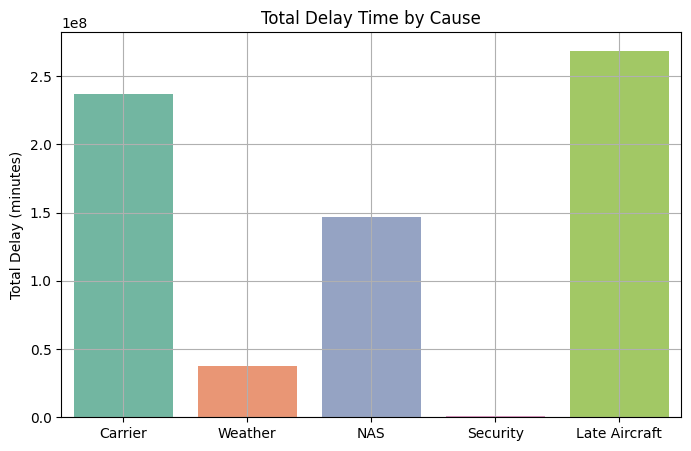 Total Delay Time by Cause
1e8
Total Delay (minutes)
2.5
2.0
1.5
1.0
0.5
0.0
Carrier Weather NAS Security Late Aircraft